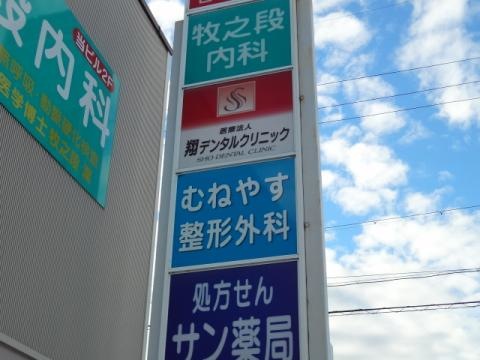 牧之段
内科
医療法人
翔デンタルクリニック
SHO DENTAL CLINIC
むねやす
整形外科
処方せん
サン薬局
当ビル2F
段内科
医学博士 牧之段 潔